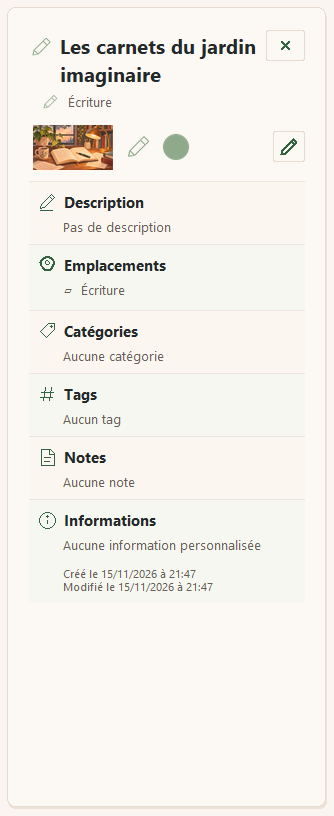 Les carnets du jardin
imaginaire
Écriture
Description
Pas de description
Emplacements
Écriture
Catégories
Aucune catégorie
Tags
Aucun tag
Notes
Aucune note
Informations
Aucune information personnalisée
Créé le 15/11/2026 à 21:47
Modifié le 15/11/2026 à 21:47